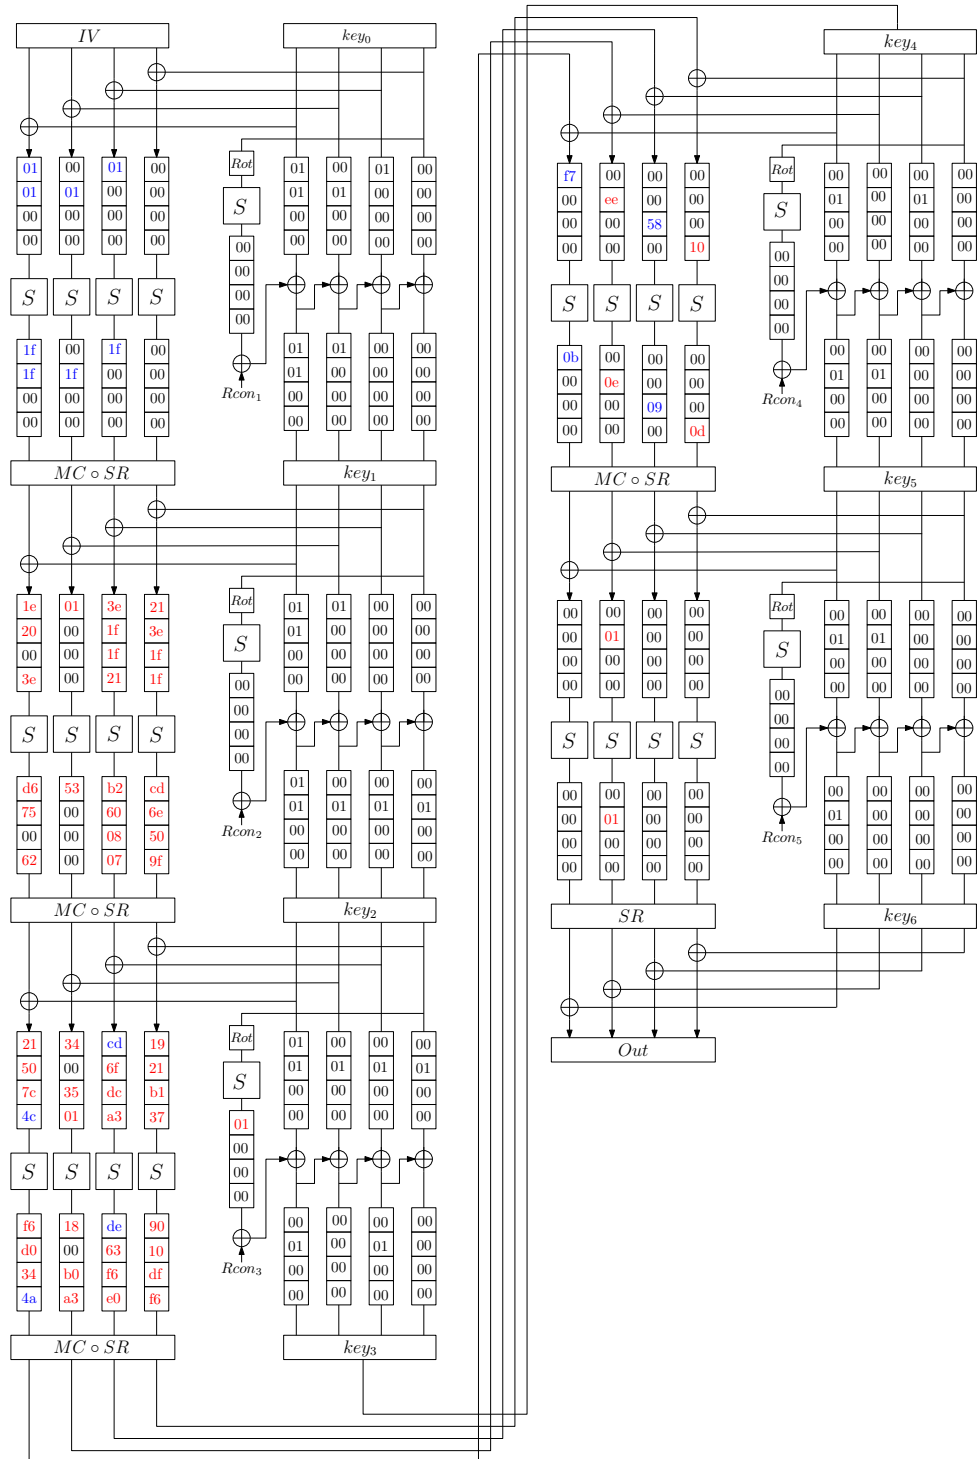 IV key₀
Rot
01 00 01 00 01 00 01 00
01 01 00 00 S 01 01 00 00
00 00 00 00 00 00 00 00
00 00 00 00 00 00 00 00 00
00
S S S S 00
00
1f 00 1f 00 01 01 00 00
1f 1f 00 00 01 00 00 00
00 00 00 00 Rcon₁ 00 00 00 00
00 00 00 00 00 00 00 00
MC ∘ SR key₁
Rot
1e 01 3e 21 01 01 00 00
20 00 1f 3e S 01 00 00 00
00 00 1f 1f 00 00 00 00
3e 00 21 1f 00 00 00 00 00
00
S S S S 00
00
d6 53 b2 cd 01 00 00 00
75 00 60 6e 01 01 01 01
00 00 08 50 Rcon₂ 00 00 00 00
62 00 07 9f 00 00 00 00
MC ∘ SR key₂
Rot
21 34 cd 19 01 00 00 00
50 00 6f 21 S 01 01 01 01
7c 35 dc b1 00 00 00 00
4c 01 a3 37 01 00 00 00 00
00
S S S S 00
00
f6 18 de 90 00 00 00 00
d0 00 63 10 01 00 01 00
34 b0 f6 df Rcon₃ 00 00 00 00
4a a3 e0 f6 00 00 00 00
MC ∘ SR key₃
key₄
Rot
f7 00 00 00 00 00 00 00
00 ee 00 00 S 01 00 01 00
00 00 58 00 00 00 00 00
00 00 00 10 00 00 00 00 00
00
S S S S 00
00
0b 00 00 00 00 00 00 00
00 0e 00 00 01 01 00 00
00 00 09 00 Rcon₄ 00 00 00 00
00 00 00 0d 00 00 00 00
MC ∘ SR key₅
Rot
00 00 00 00 00 00 00 00
00 01 00 00 S 01 01 00 00
00 00 00 00 00 00 00 00
00 00 00 00 00 00 00 00 00
00
S S S S 00
00
00 00 00 00 00 00 00 00
00 01 00 00 01 00 00 00
00 00 00 00 Rcon₅ 00 00 00 00
00 00 00 00 00 00 00 00
SR key₆
Out